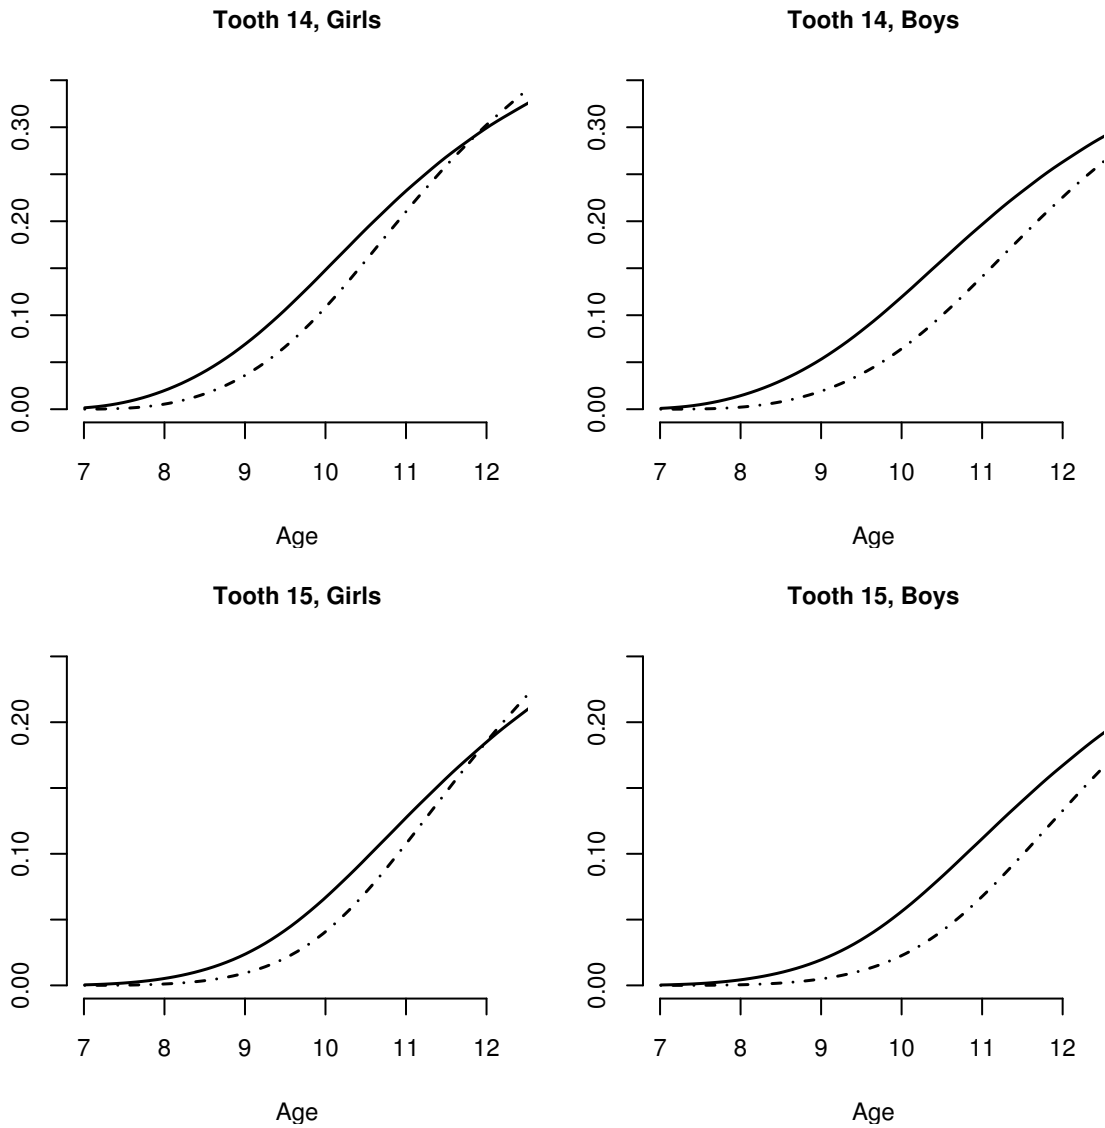 Tooth 14, Girls
0.30
0.20
0.10
0.00
7 8 9 10 11 12
Age
Tooth 14, Boys
0.30
0.20
0.10
0.00
7 8 9 10 11 12
Age
Tooth 15, Girls
0.20
0.10
0.00
7 8 9 10 11 12
Age
Tooth 15, Boys
0.20
0.10
0.00
7 8 9 10 11 12
Age